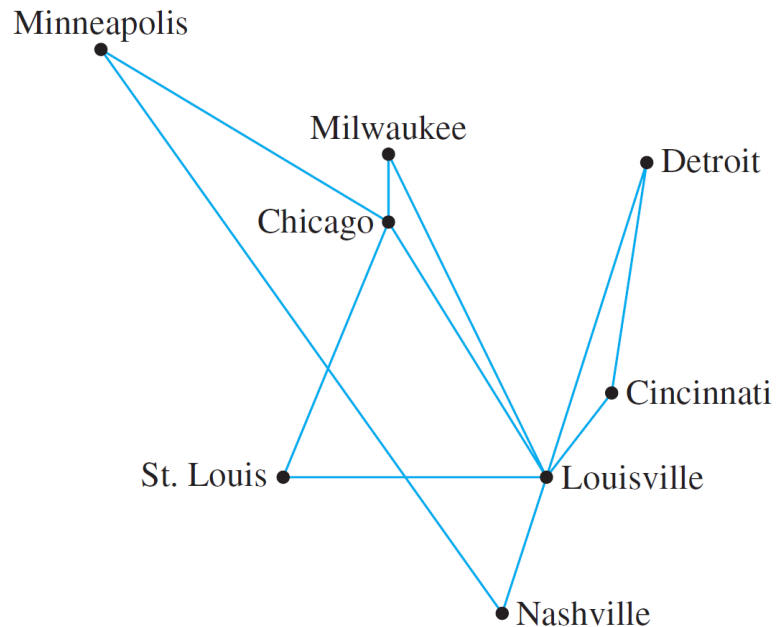 Minneapolis
Milwaukee
Detroit
Chicago
Cincinnati
St. Louis
Louisville
Nashville